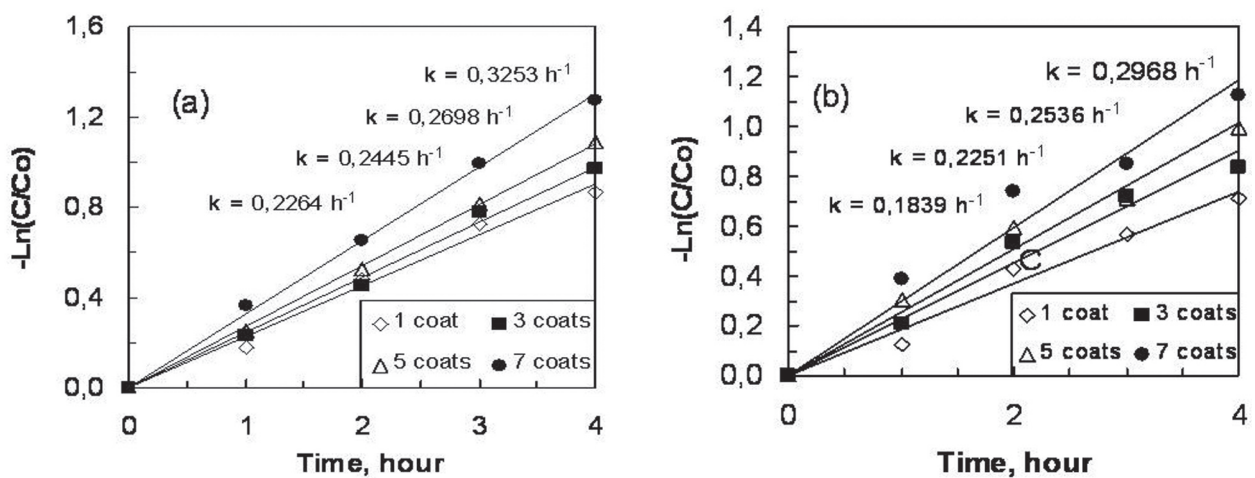 1,6
1,2
0,8
0,4
0,0
-Ln(C/Co)
(a)
k = 0,3253 h-1
k = 0,2698 h-1
k = 0,2445 h-1
k = 0,2264 h-1
1 coat
3 coats
5 coats
7 coats
0 1 2 3 4
Time, hour
1,4
1,2
1,0
0,8
0,6
0,4
0,2
0,0
-Ln(C/Co)
(b)
k = 0,2968 h-1
k = 0,2536 h-1
k = 0,2251 h-1
k = 0,1839 h-1
C
1 coat
3 coats
5 coats
7 coats
0 2 4
Time, hour